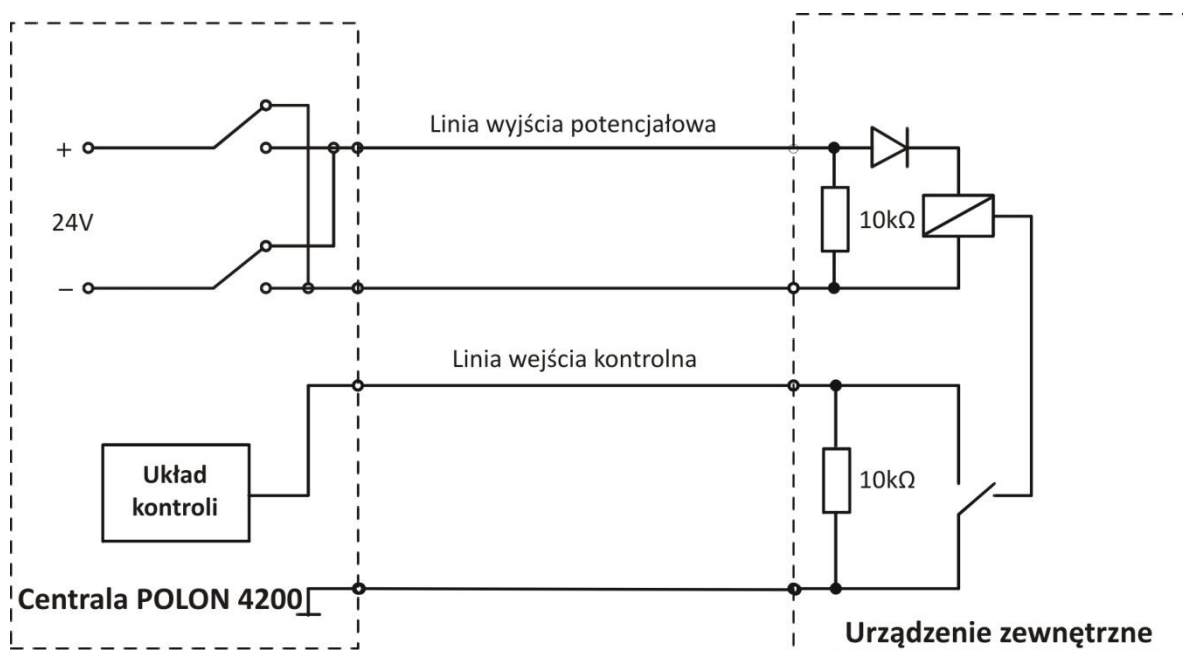 Linia wyjścia potencjałowa
+
24V
10kΩ
−
Linia wejścia kontrolna
Układ
kontroli
10kΩ
Centrala POLON 4200
Urządzenie zewnętrzne